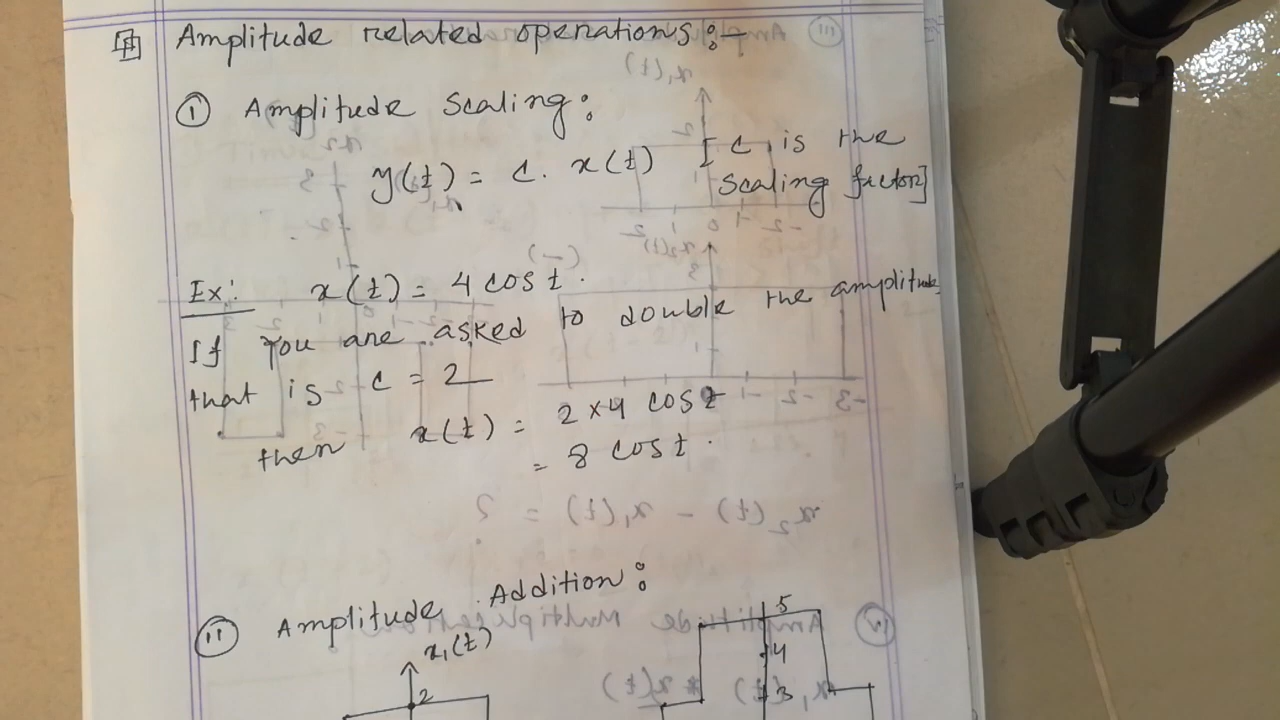 Amplitude related operations:-
① Amplitude Scaling:
y(t) = c. x(t) [c is the
scaling factor]
Ex: x(t) = 4 cos t.
If you are asked to double the amplitude
that is c = 2
then x(t) = 2 x 4 cos t
= 8 cos t.
ⅱ Amplitude Addition:
x₁(t)
2
5
4
3